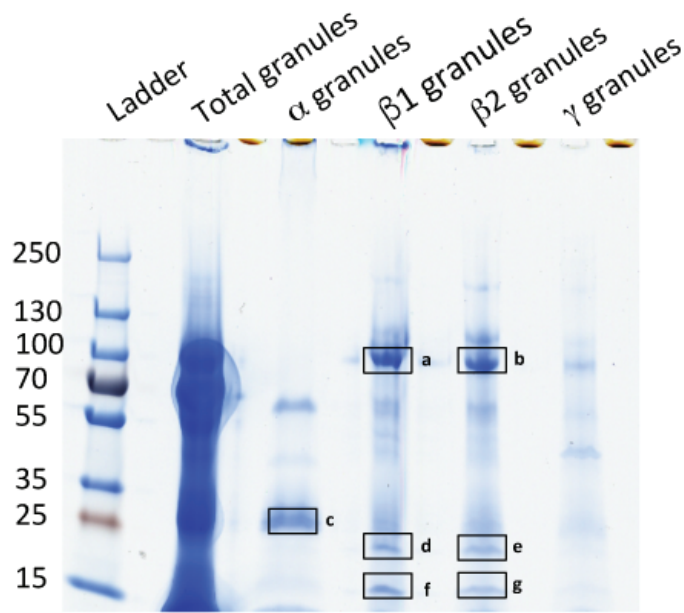 Ladder
Total granules
α granules
β1 granules
β2 granules
γ granules
250
130
100
70
55
35
25
15
a
b
c
d
e
f
g